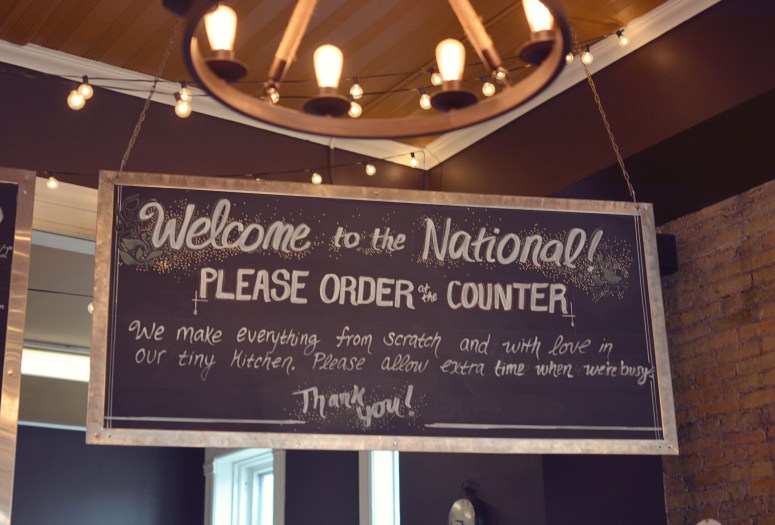 Welcome to the National!
PLEASE ORDER at the COUNTER
We make everything from scratch and with love in
our tiny Kitchen. Please allow extra time when we're busy.
Thank
you!